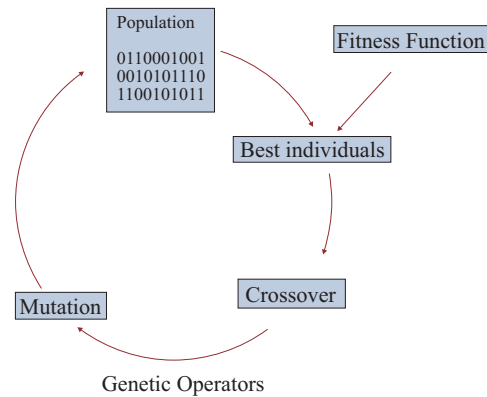 Population
0110001001
0010101110
1100101011
Fitness Function
Best individuals
Crossover
Mutation
Genetic Operators